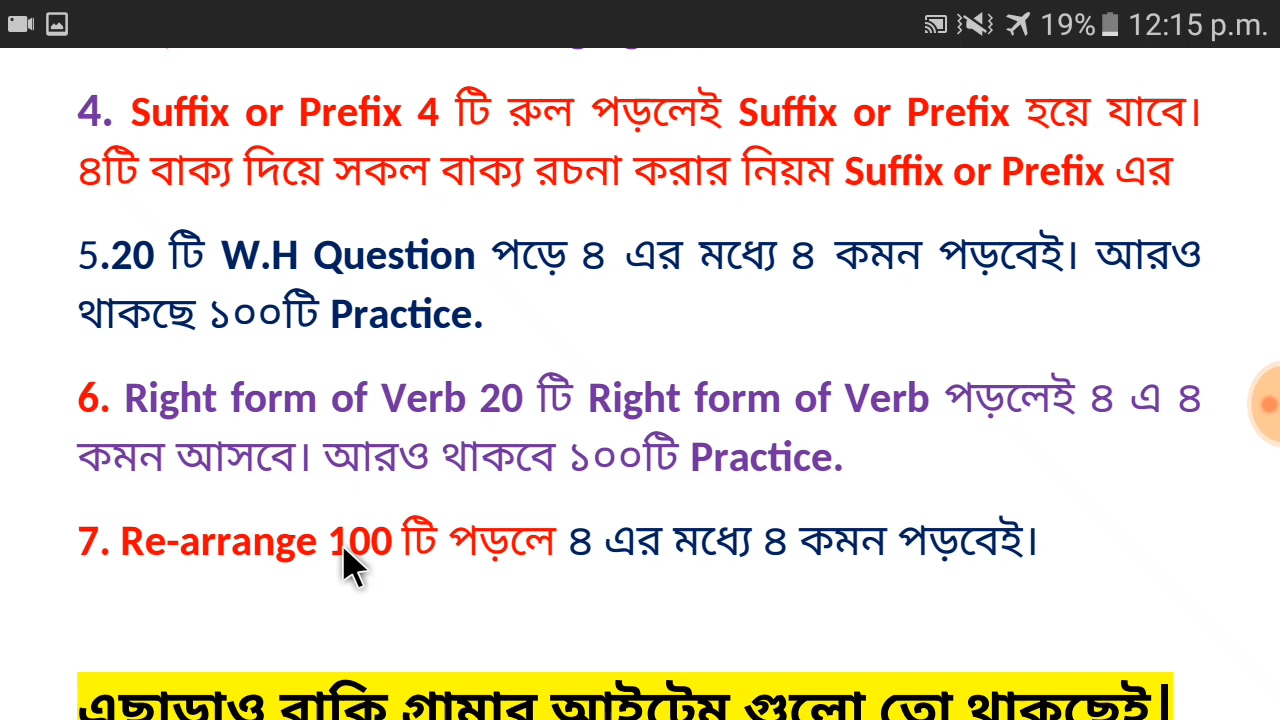 19% 12:15 p.m.
4. Suffix or Prefix 4 টি রুল পড়লেই Suffix or Prefix হয়ে যাবে।
৪টি বাক্য দিয়ে সকল বাক্য রচনা করার নিয়ম Suffix or Prefix এর
5.20 টি W.H Question পড়ে ৪ এর মধ্যে ৪ কমন পড়বেই। আরও
থাকছে ১০০টি Practice.
6. Right form of Verb 20 টি Right form of Verb পড়লেই ৪ এ ৪
কমন আসবে। আরও থাকবে ১০০টি Practice.
7. Re-arrange 100 টি পড়লে ৪ এর মধ্যে ৪ কমন পড়বেই।
এছাড়াও বাকি গ্রামার আইটেম গুলো তো থাকছেই|